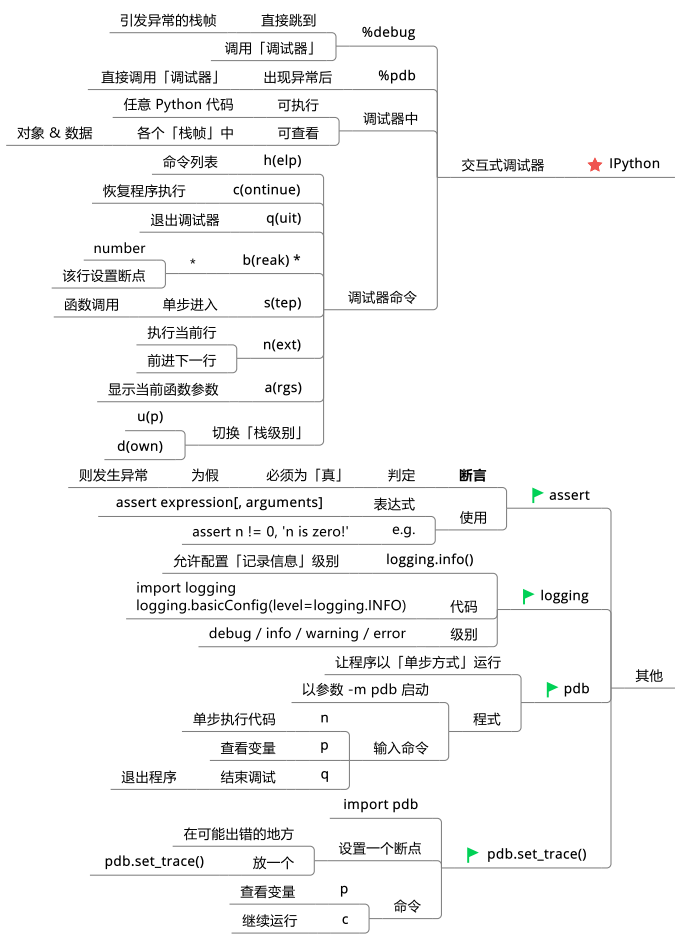 IPython
交互式调试器
%debug
直接跳到
引发异常的栈帧
调用「调试器」
%pdb
出现异常后
直接调用「调试器」
调试器中
可执行
任意 Python 代码
可查看
各个「栈帧」中
对象 & 数据
调试器命令
h(elp)
命令列表
c(ontinue)
恢复程序执行
q(uit)
退出调试器
b(reak) *
*
number
该行设置断点
s(tep)
单步进入
函数调用
n(ext)
执行当前行
前进下一行
a(rgs)
显示当前函数参数
切换「栈级别」
u(p)
d(own)
其他
assert
断言
判定
必须为「真」
为假
则发生异常
使用
表达式
assert expression[, arguments]
e.g.
assert n != 0, 'n is zero!'
logging
logging.info()
允许配置「记录信息」级别
代码
import logging
logging.basicConfig(level=logging.INFO)
级别
debug / info / warning / error
pdb
让程序以「单步方式」运行
程式
以参数 -m pdb 启动
输入命令
n
单步执行代码
p
查看变量
q
结束调试
退出程序
pdb.set_trace()
import pdb
设置一个断点
在可能出错的地方
放一个
pdb.set_trace()
命令
p
查看变量
c
继续运行